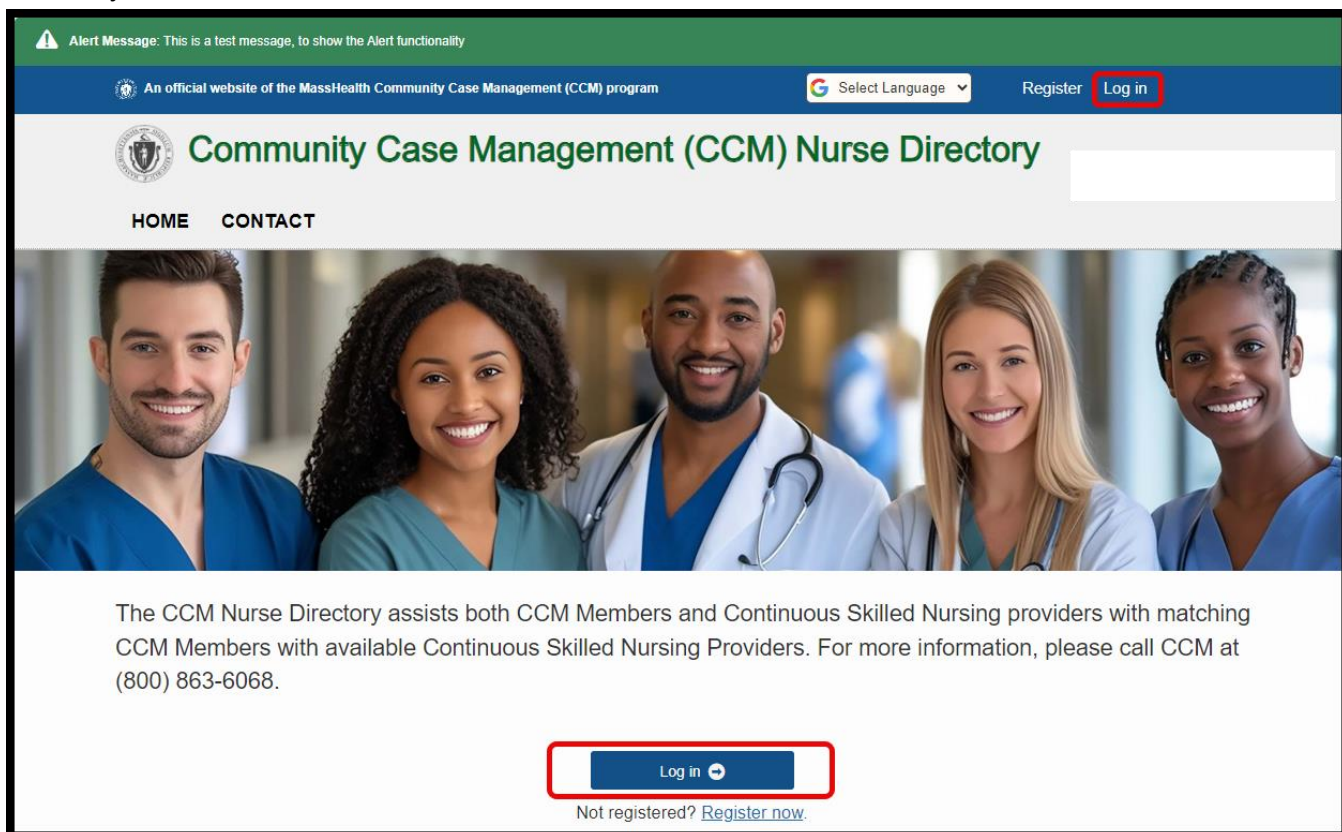 Alert Message: This is a test message, to show the Alert functionality
An official website of the MassHealth Community Case Management (CCM) program
Select Language
Register
Log in
Community Case Management (CCM) Nurse Directory
HOME CONTACT
The CCM Nurse Directory assists both CCM Members and Continuous Skilled Nursing providers with matching
CCM Members with available Continuous Skilled Nursing Providers. For more information, please call CCM at
(800) 863-6068.
Log in
Not registered? Register now.